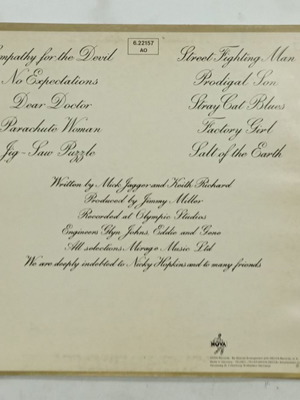 6.22157
AO
mpathy for the Devil
No Expectations
Dear Doctor
Parachute Woman
Jig-Saw Puzzle
Street Fighting Man
Prodigal Son
Stray Cat Blues
Factory Girl
Salt of the Earth
Written by Mick Jagger and Keith Richard
Produced by Jimmy Miller
Recorded at Olympic Studios
Engineers Glyn Johns, Eddie and Gene
All selections: Mirage Music Ltd
We are deeply indebted to Nicky Hopkins and to many friends
NOVA